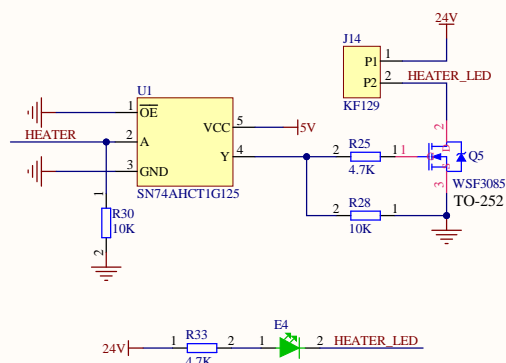 24V
J14
P1 1
P2 2
HEATER_LED
KF129
U1
1 OE
HEATER 2 A
3 GND
VCC 5 5V
Y 4
SN74AHCT1G125
2 R25 1 1
4.7K
2 R28 1
10K
2
D
G
S
3
Q5
WSF3085
TO-252
1
R30
10K
2
24V 1 R33 2 1 E4 2 HEATER_LED
4.7K